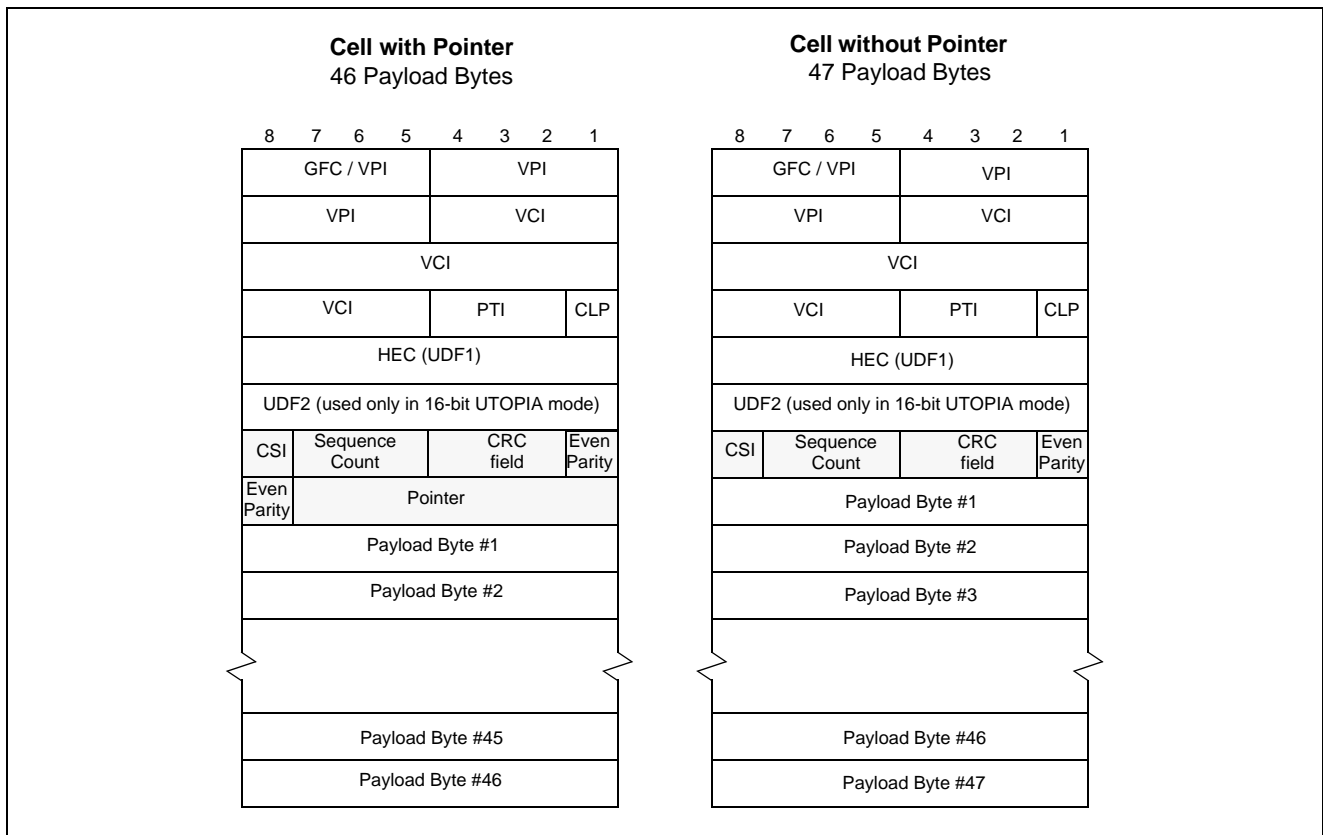 Cell with Pointer
46 Payload Bytes
8 7 6 5 4 3 2 1
GFC / VPI VPI
VPI VCI
VCI
VCI PTI CLP
HEC (UDF1)
UDF2 (used only in 16-bit UTOPIA mode)
CSI Sequence Count CRC field Even Parity
Even Parity Pointer
Payload Byte #1
Payload Byte #2
Payload Byte #45
Payload Byte #46
Cell without Pointer
47 Payload Bytes
8 7 6 5 4 3 2 1
GFC / VPI VPI
VPI VCI
VCI
VCI PTI CLP
HEC (UDF1)
UDF2 (used only in 16-bit UTOPIA mode)
CSI Sequence Count CRC field Even Parity
Payload Byte #1
Payload Byte #2
Payload Byte #3
Payload Byte #46
Payload Byte #47